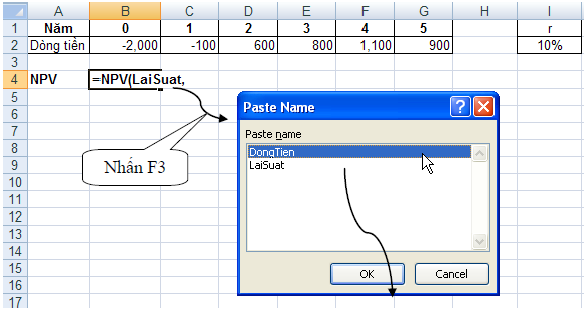 A B C D E F G H I
1 Năm 0 1 2 3 4 5 r
2 Dòng tiền -2,000 -100 600 800 1,100 900 10%
3
4 NPV =NPV(LaiSuat,
5
6 Paste Name
7
8 Paste name
DongTien
9 Nhấn F3 LaiSuat
10
11
12
13
14
15 OK Cancel
16
17